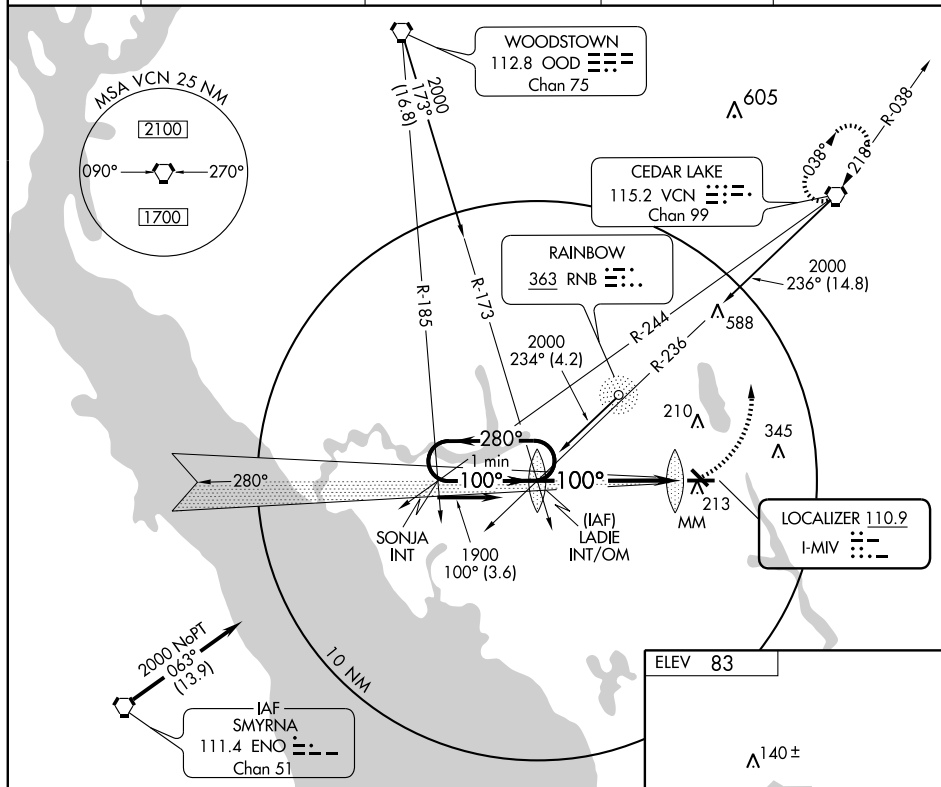 WOODSTOWN
112.8 OOD
Chan 75
2000
173°
(16.8)
MSA VCN 25 NM
2100
090°
270°
1700
605
R-038
038°
218°
CEDAR LAKE
115.2 VCN
Chan 99
RAINBOW
363 RNB
2000
236° (14.8)
R-185
R-173
R-244
R-236
588
2000
234° (4.2)
210
345
280°
1 min
100°
100°
280°
213
MM
SONJA
INT
(IAF)
LADIE
INT/OM
1900
100° (3.6)
LOCALIZER 110.9
I-MIV
2000 NoPT
063°
(13.9)
10 NM
IAF
SMYRNA
111.4 ENO
Chan 51
ELEV 83
140 ±